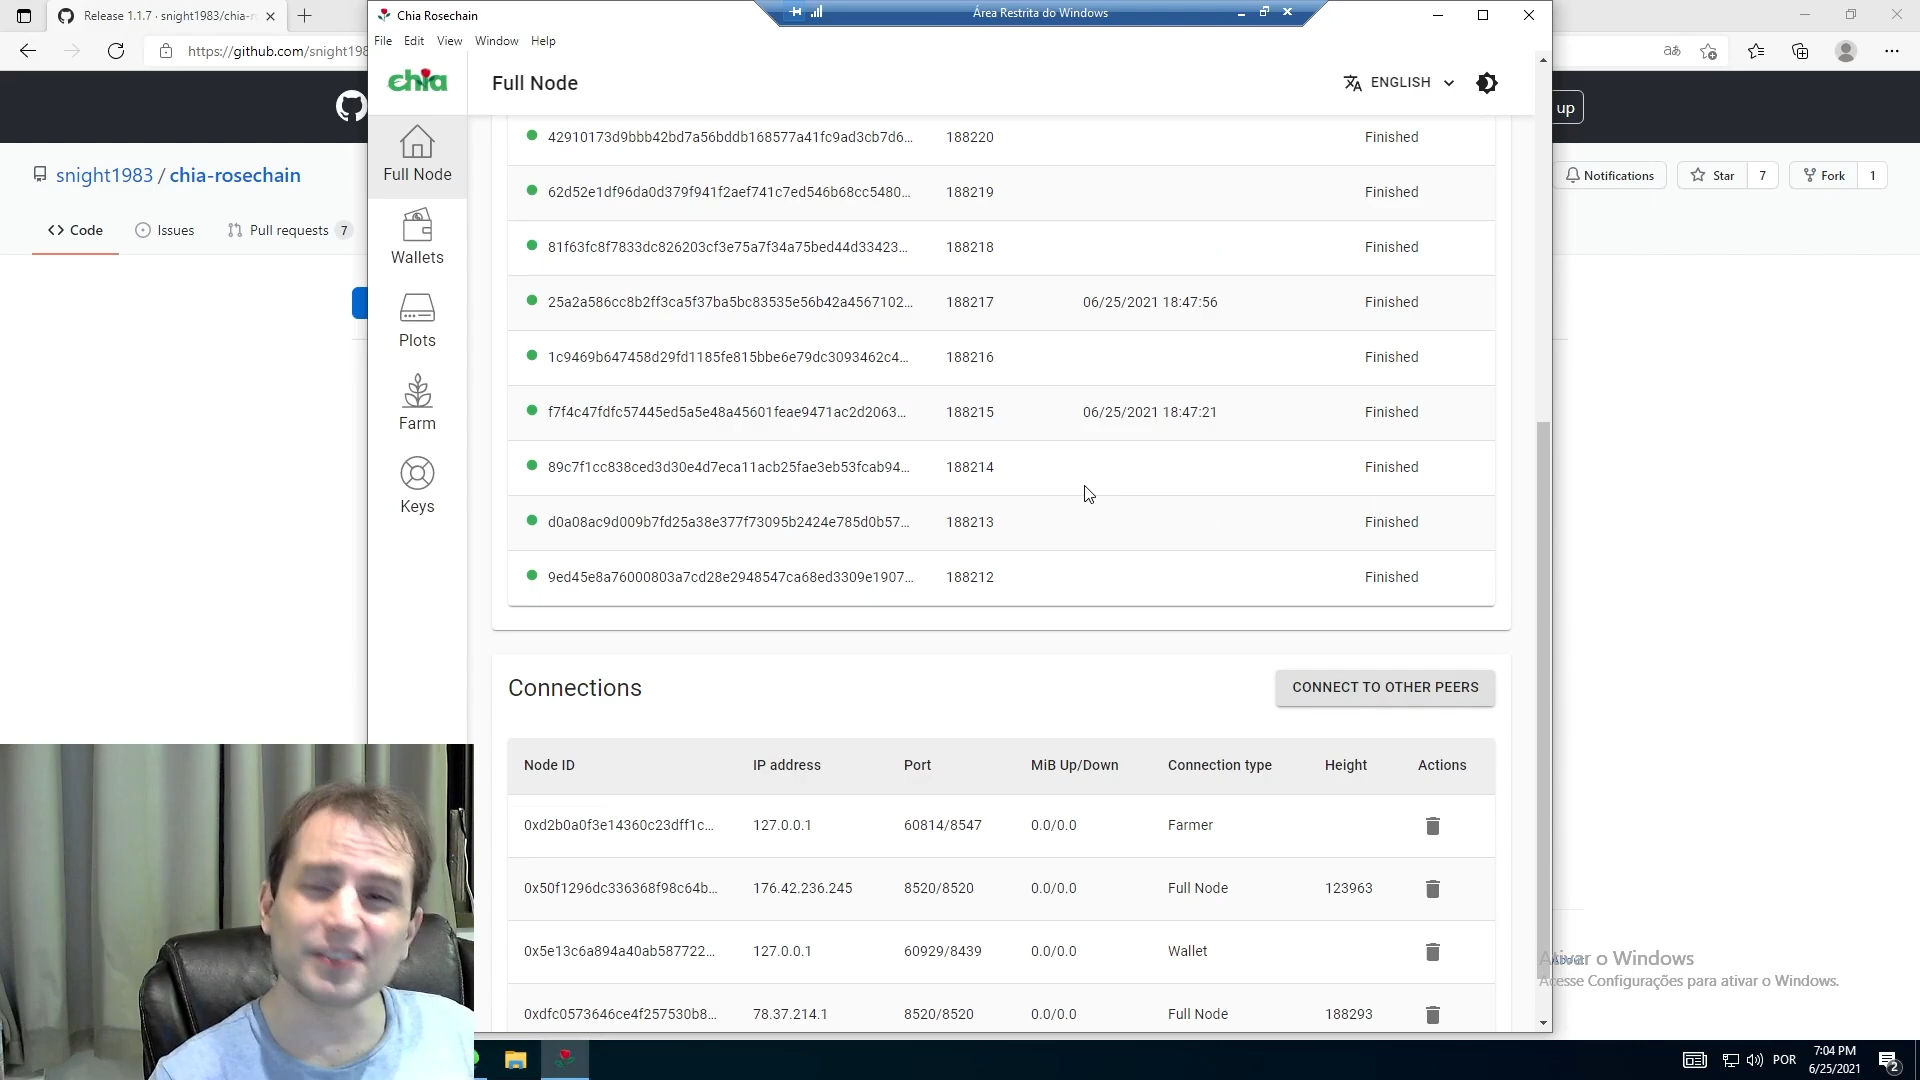 Release 1.1.7 · snight1983/chia-r
https://github.com/snight198
snight1983 / chia-rosechain
Code
Issues
Pull requests 7
Chia Rosechain
Área Restrita do Windows
File Edit View Window Help
chia
Full Node
ENGLISH
Full Node
Wallets
Plots
Farm
Keys
42910173d9bbb42bd7a56bddb168577a41fc9ad3cb7d6... 188220 Finished
62d52e1df96da0d379f941f2aef741c7ed546b68cc5480... 188219 Finished
81f63fc8f7833dc826203cf3e75a7f34a75bed44d33423... 188218 Finished
25a2a586cc8b2ff3ca5f37ba5bc83535e56b42a4567102... 188217 06/25/2021 18:47:56 Finished
1c9469b647458d29fd1185fe815bbe6e79dc3093462c4... 188216 Finished
f7f4c47fdfc57445ed5a5e48a45601feae9471ac2d2063... 188215 06/25/2021 18:47:21 Finished
89c7f1cc838ced3d30e4d7eca11acb25fae3eb53fcab94... 188214 Finished
d0a08ac9d009b7fd25a38e377f73095b2424e785d0b57... 188213 Finished
9ed45e8a76000803a7cd28e2948547ca68ed3309e1907... 188212 Finished
Connections
CONNECT TO OTHER PEERS
Node ID IP address Port MiB Up/Down Connection type Height Actions
0xd2b0a0f3e14360c23dff1c... 127.0.0.1 60814/8547 0.0/0.0 Farmer
0x50f1296dc336368f98c64b... 176.42.236.245 8520/8520 0.0/0.0 Full Node 123963
0x5e13c6a894a40ab587722... 127.0.0.1 60929/8439 0.0/0.0 Wallet
0xdfc0573646ce4f257530b8... 78.37.214.1 8520/8520 0.0/0.0 Full Node 188293
aあ
up
Notifications
Star 7
Fork 1
Ativar o Windows
Acesse Configurações para ativar o Windows.
POR
7:04 PM
6/25/2021
2